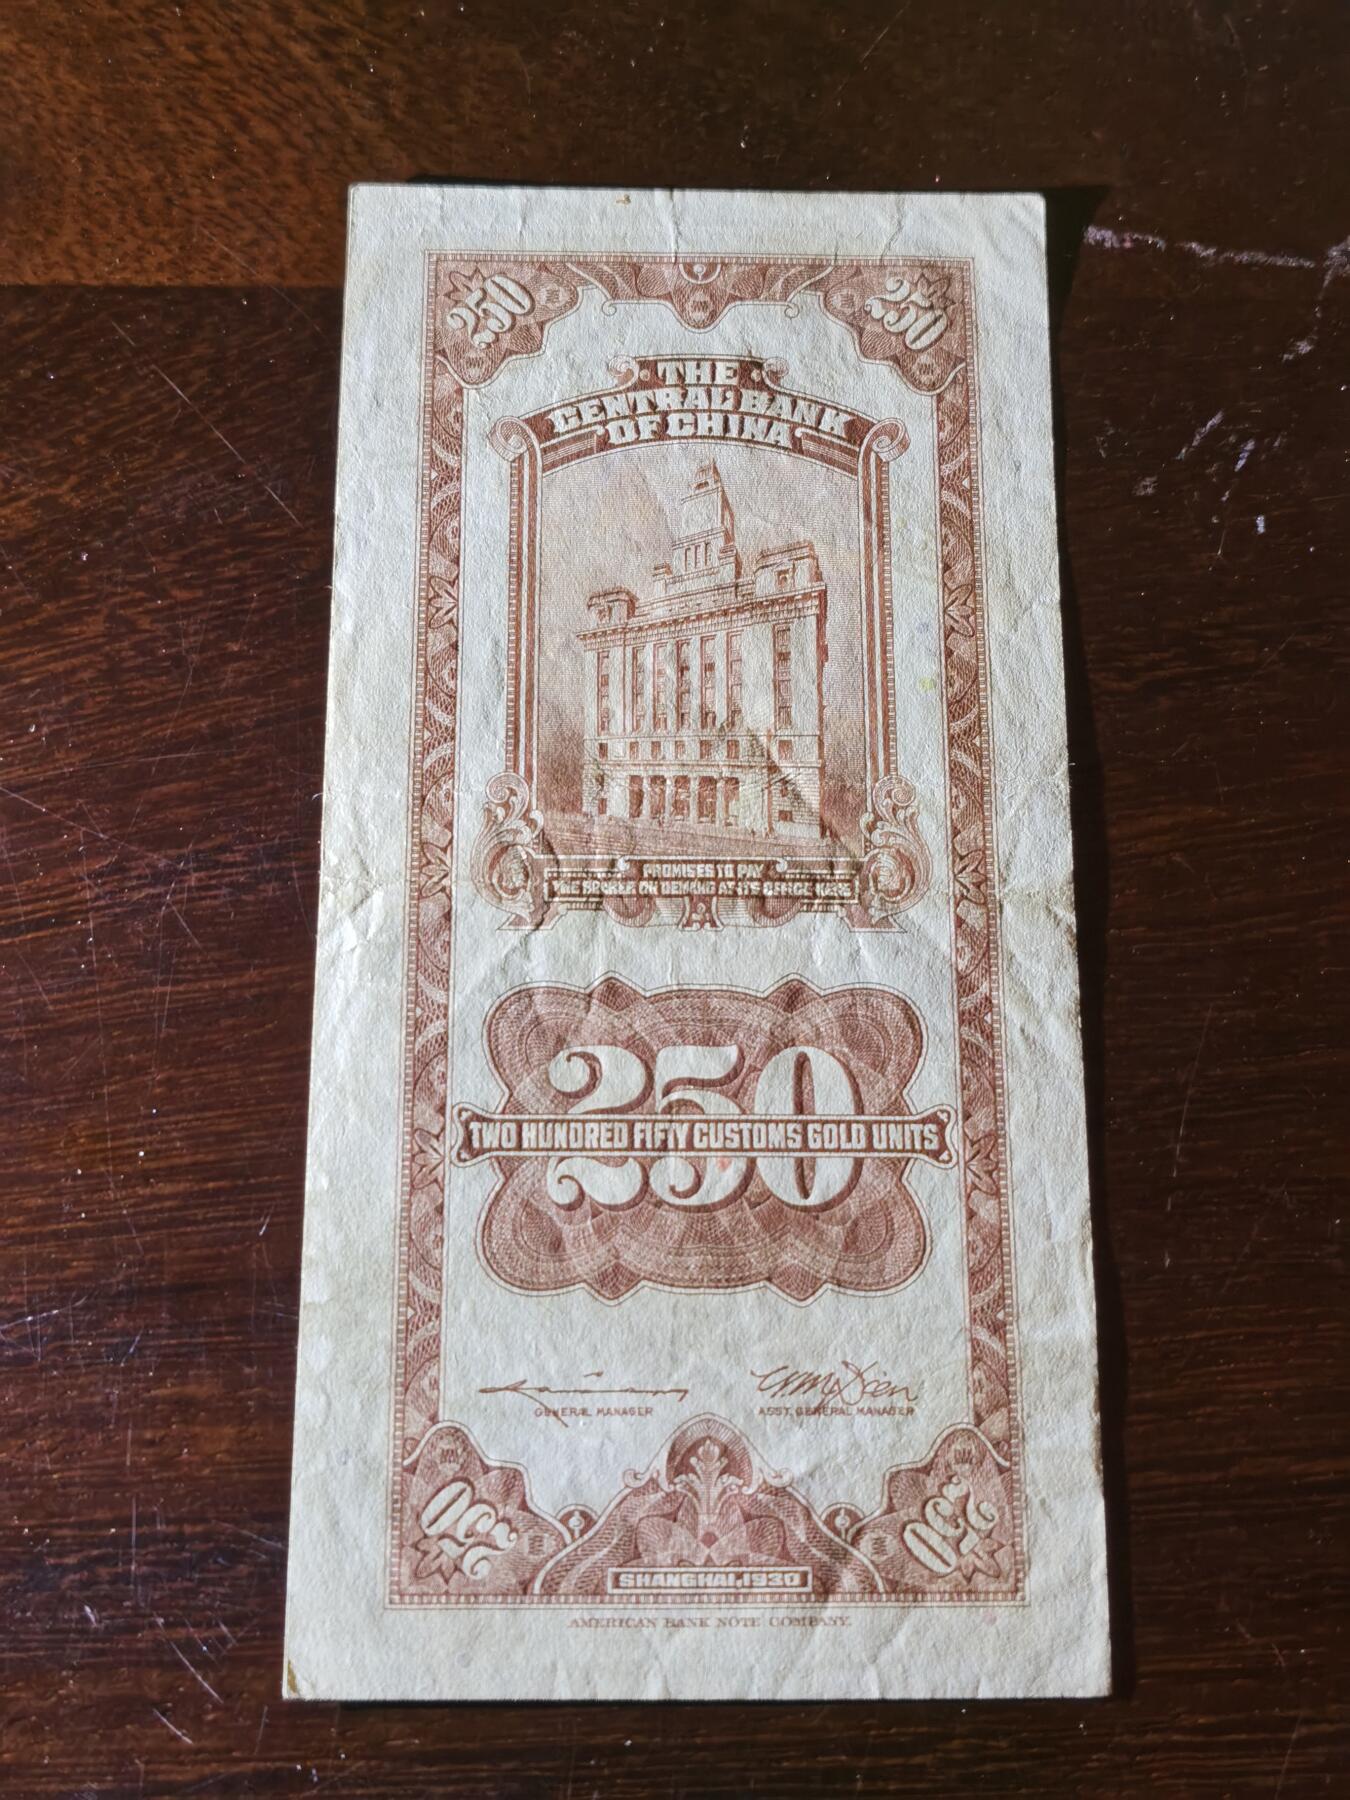 250 250
THE
CENTRAL BANK
OF CHINA
PROMISES TO PAY
THE BEARER ON DEMAND AT ITS OFFICE HERE
250
TWO HUNDRED FIFTY CUSTOMS GOLD UNITS
GENERAL MANAGER ASST. GENERAL MANAGER
250 250
SHANGHAI, 1930
AMERICAN BANK NOTE COMPANY.